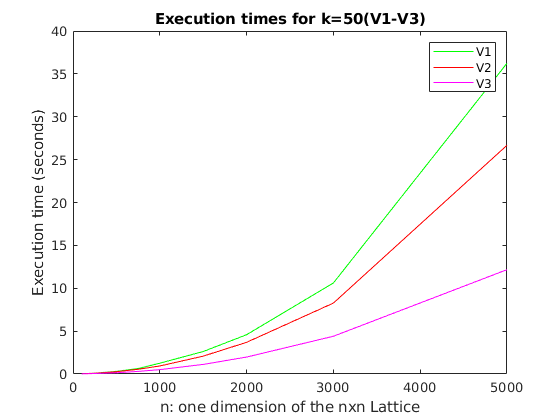 Execution times for k=50(V1-V3)
40
35
30
25
20
15
10
5
0
Execution time (seconds)
V1
V2
V3
0 1000 2000 3000 4000 5000
n: one dimension of the nxn Lattice